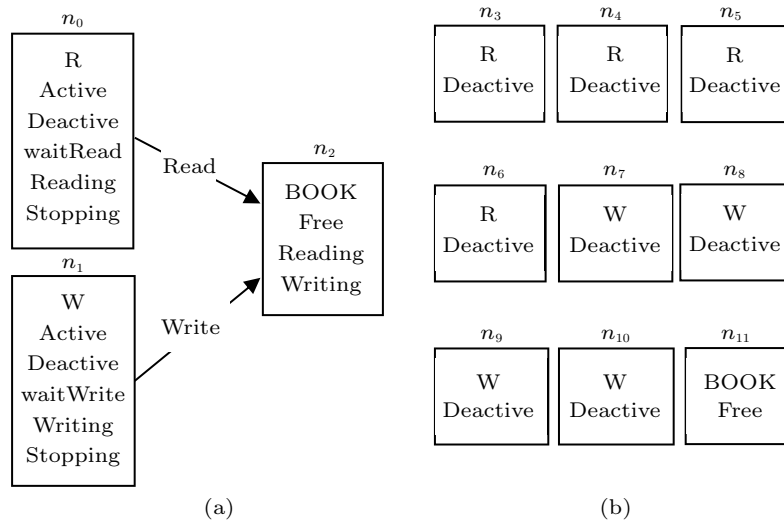 n₀
R
Active
Deactive
waitRead
Reading
Stopping
Read
n₁
W
Active
Deactive
waitWrite
Writing
Stopping
Write
n₂
BOOK
Free
Reading
Writing
(a)
n₃ n₄ n₅
R R R
Deactive Deactive Deactive
n₆ n₇ n₈
R W W
Deactive Deactive Deactive
n₉ n₁₀ n₁₁
W W BOOK
Deactive Deactive Free
(b)